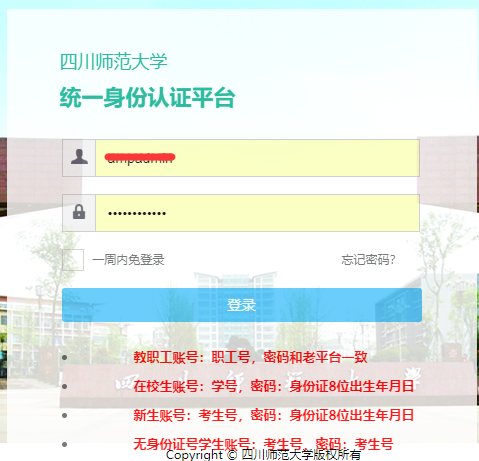 四川师范大学
统一身份认证平台
••••••••••••
一周内免登录
忘记密码?
登录
教职工账号：职工号，密码和老平台一致
在校生账号：学号，密码：身份证8位出生年月日
新生账号：考生号，密码：身份证8位出生年月日
无身份证号学生账号：考生号，密码：考生号
Copyright © 四川师范大学版权所有